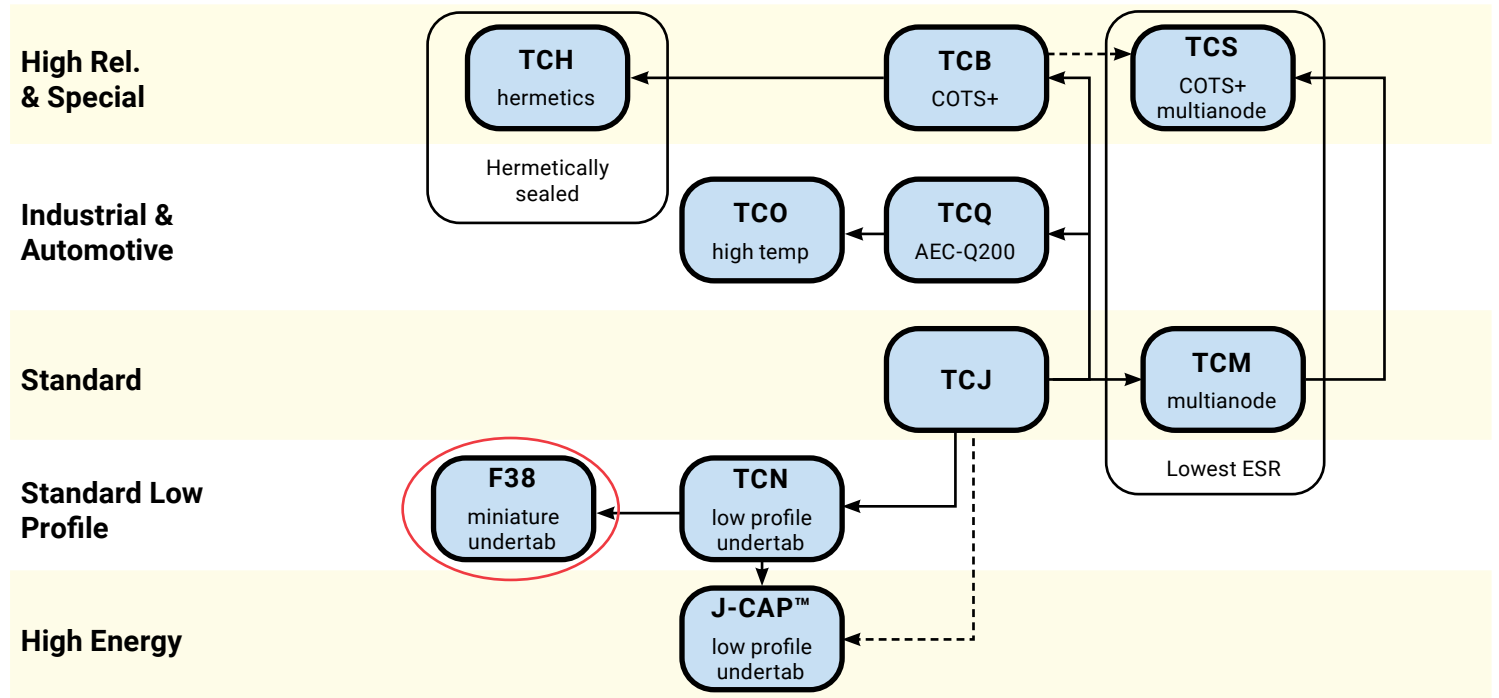 High Rel.
& Special
TCH
hermetics
Hermetically
sealed
TCB
COTS+
TCS
COTS+
multianode
Industrial &
Automotive
TCO
high temp
TCQ
AEC-Q200
Standard
TCJ
TCM
multianode
Lowest ESR
Standard Low
Profile
F38
miniature
undertab
TCN
low profile
undertab
High Energy
J-CAP™
low profile
undertab